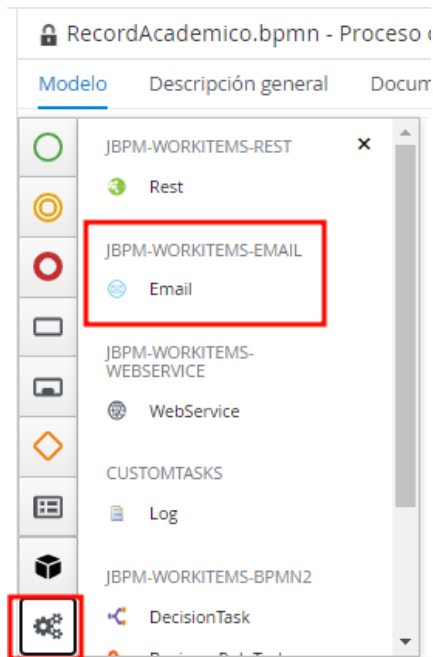 RecordAcademico.bpmn - Proceso
Modelo Descripción general Docum
JBPM-WORKITEMS-REST ×
Rest
JBPM-WORKITEMS-EMAIL
Email
JBPM-WORKITEMS-
WEBSERVICE
WebService
CUSTOMTASKS
Log
JBPM-WORKITEMS-BPMN2
DecisionTask